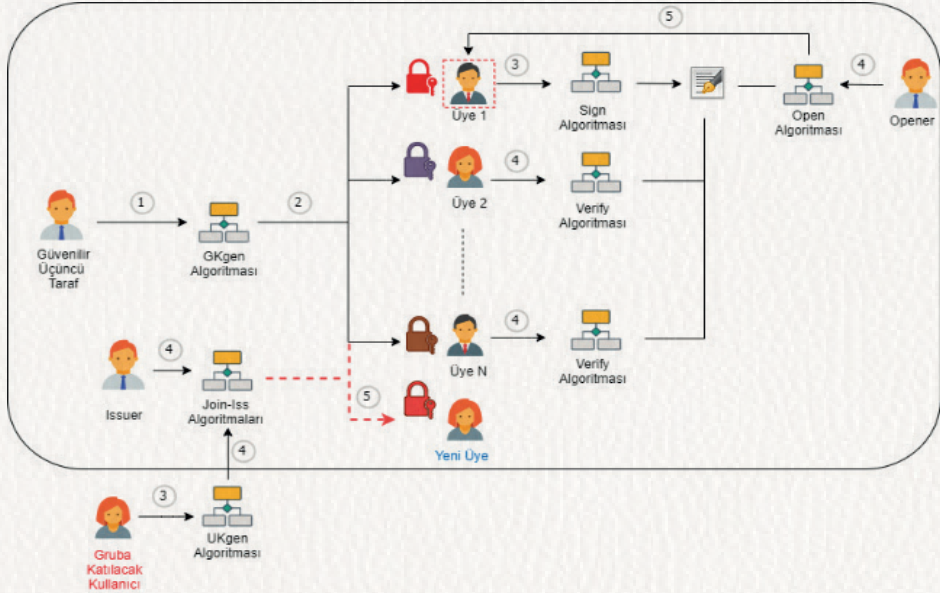 5
3
4
Üye 1
Sign
Algoritması
Open
Algoritması
Opener
4
Üye 2
Verify
Algoritması
1
2
Güvenilir
Üçüncü
Taraf
GKgen
Algoritması
4
Üye N
Verify
Algoritması
4
Issuer
Join-Iss
Algoritmaları
5
Yeni Üye
4
3
UKgen
Algoritması
Gruba
Katılacak
Kullanıcı